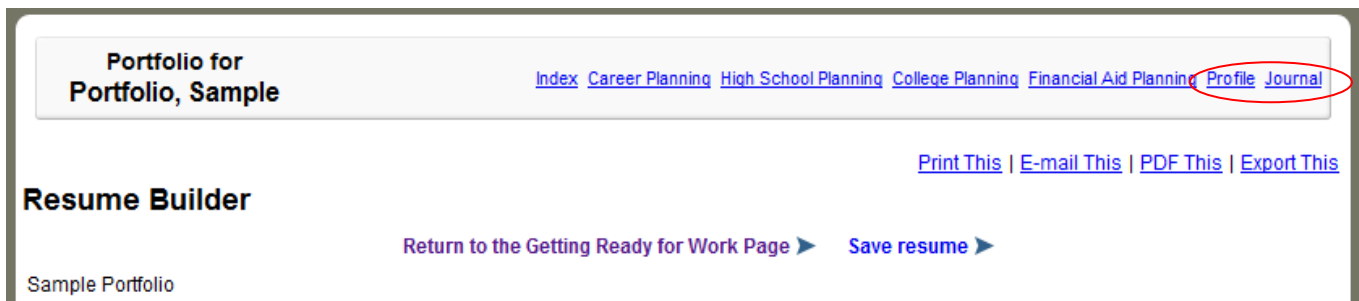 Portfolio for
Portfolio, Sample
Index Career Planning High School Planning College Planning Financial Aid Planning Profile Journal
Print This | E-mail This | PDF This | Export This
Resume Builder
Return to the Getting Ready for Work Page ➤ Save resume ➤
Sample Portfolio